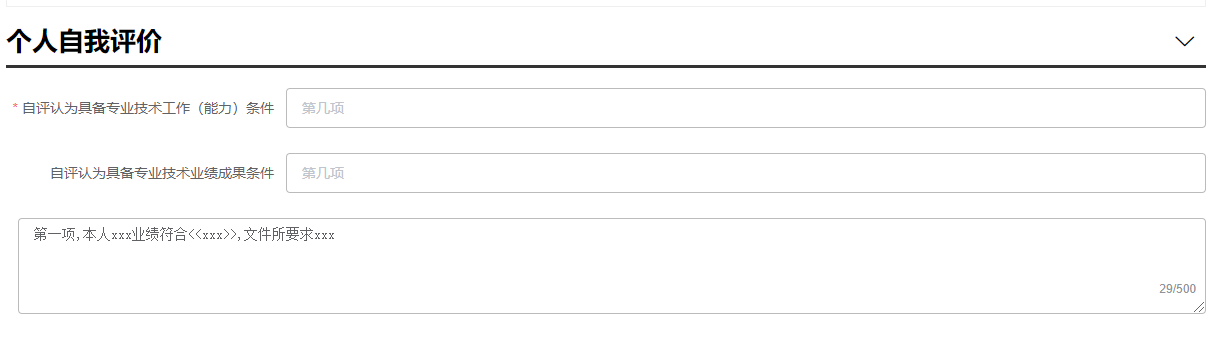 个人自我评价
* 自评认为具备专业技术工作（能力）条件 第几项
自评认为具备专业技术业绩成果条件 第几项
第一项,本人xxx业绩符合<<xxx>>,文件所要求xxx
29/500